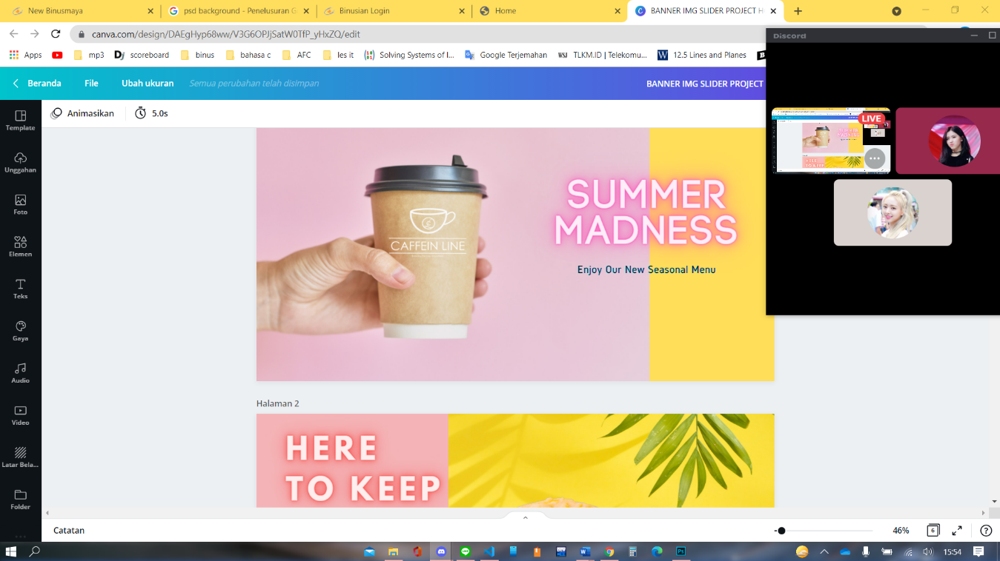 New Binusmaya
psd background - Penelusuran G
Binusian Login
Home
BANNER IMG SLIDER PROJECT H
canva.com/design/DAEgHyp68ww/V3G6OPJjSatW0TfP_yHxZQ/edit
Apps
mp3
scoreboard
binus
bahasa c
AFC
les it
Solving Systems of l...
Google Terjemahan
TLKM.ID | Telekomu...
12.5 Lines and Planes
Discord
Beranda
File
Ubah ukuran
Semua perubahan telah disimpan
BANNER IMG SLIDER PROJECT
Animasikan
5.0s
Template
Unggahan
Foto
Elemen
Teks
Gaya
Audio
Video
Latar Bela...
Folder
LIVE
SUMMER
MADNESS
Enjoy Our New Seasonal Menu
CAFFEIN LINE
Halaman 2
HERE
TO KEEP
Catatan
46%
6
15:54